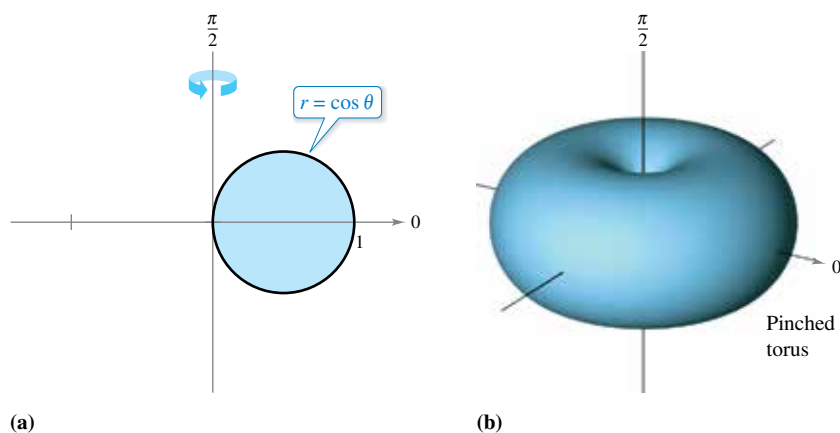 π/2
r = cos θ
0
1
(a)
π/2
0
Pinched
torus
(b)